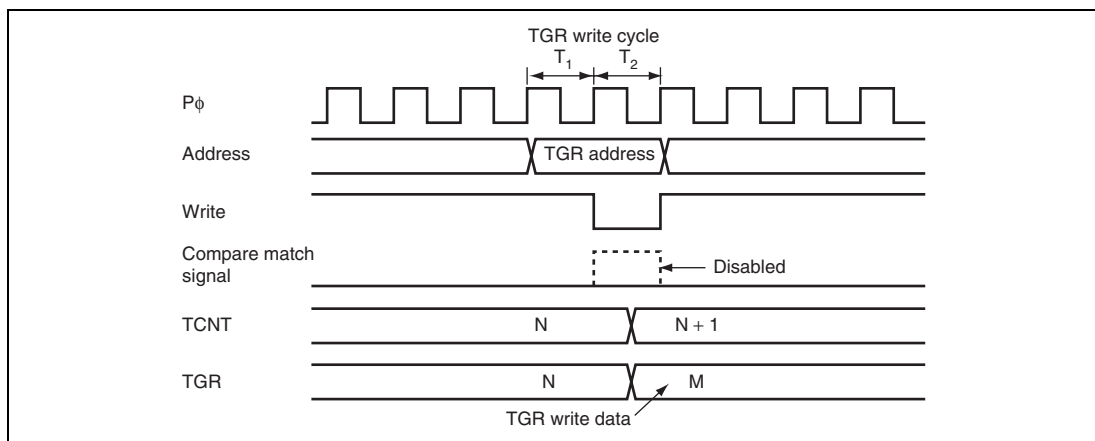 TGR write cycle
T1 T2
Pϕ
Address TGR address
Write
Compare match
signal
Disabled
TCNT N N + 1
TGR N M
TGR write data